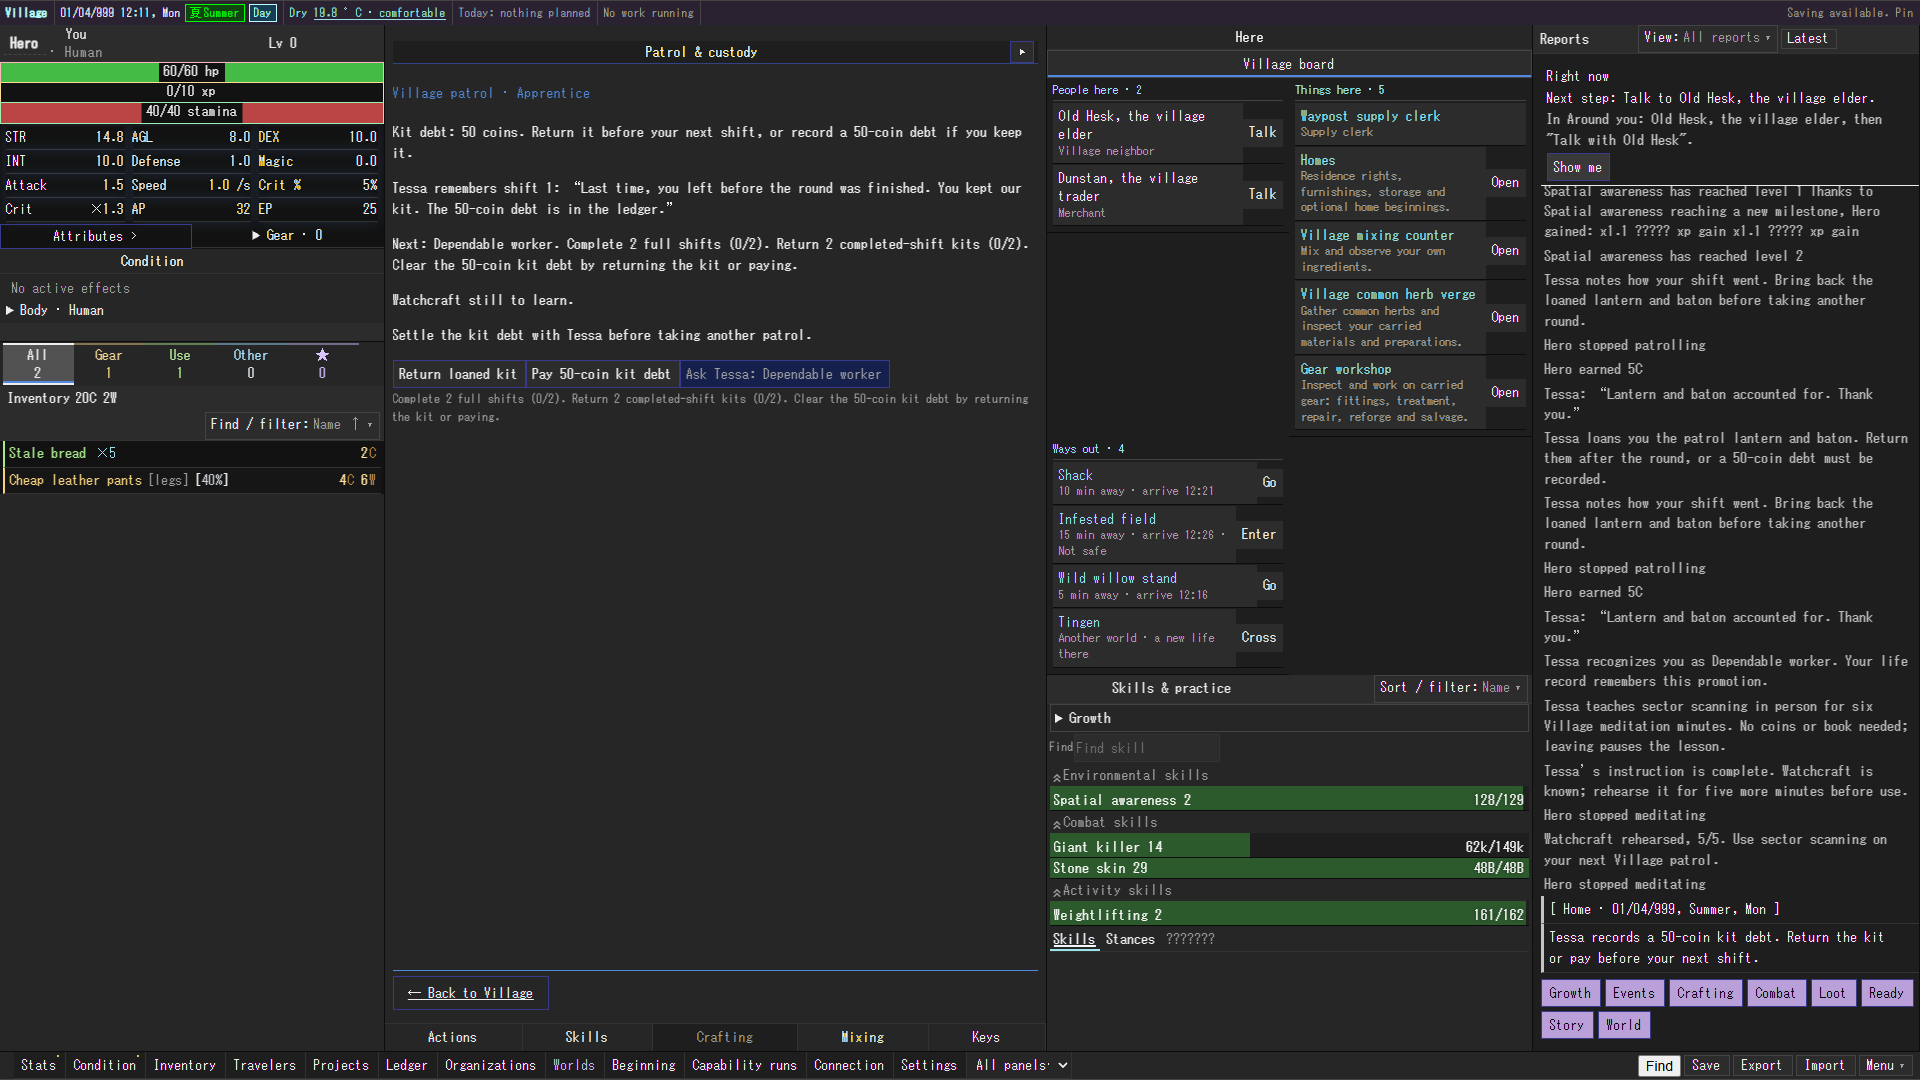 Village 01/04/999 12:11, Mon 夏Summer Day Dry 19.8 ° C · comfortable Today: nothing planned No work running Saving available. Pin
Hero · You Lv 0
Human
60/60 hp
0/10 xp
40/40 stamina
STR 14.8 AGL 8.0 DEX 10.0
INT 10.0 Defense 1.0 Magic 0.0
Attack 1.5 Speed 1.0 /s Crit % 5%
Crit ×1.3 AP 32 EP 25
Attributes > ▶ Gear · 0
Condition
No active effects
▶ Body · Human
All Gear Use Other ★
2 1 1 0 0
Inventory 20C 2W
Find / filter: Name ↑ ▾
Stale bread ×5 2C
Cheap leather pants [legs] [40%] 4C 6W
Patrol & custody
▸
Village patrol · Apprentice
Kit debt: 50 coins. Return it before your next shift, or record a 50-coin debt if you keep
it.
Tessa remembers shift 1: “Last time, you left before the round was finished. You kept our
kit. The 50-coin debt is in the ledger.”
Next: Dependable worker. Complete 2 full shifts (0/2). Return 2 completed-shift kits (0/2).
Clear the 50-coin kit debt by returning the kit or paying.
Watchcraft still to learn.
Settle the kit debt with Tessa before taking another patrol.
Return loaned kit Pay 50-coin kit debt Ask Tessa: Dependable worker
Complete 2 full shifts (0/2). Return 2 completed-shift kits (0/2). Clear the 50-coin kit debt by returning
the kit or paying.
← Back to Village
Actions Skills Crafting Mixing Keys
Here
Village board
People here · 2
Old Hesk, the village
elder
Village neighbor
Talk
Dunstan, the village
trader
Merchant
Talk
Things here · 5
Waypost supply clerk
Supply clerk
Homes
Residence rights,
furnishings, storage and
optional home beginnings.
Open
Village mixing counter
Mix and observe your own
ingredients.
Open
Village common herb verge
Gather common herbs and
inspect your carried
materials and preparations.
Open
Gear workshop
Inspect and work on carried
gear: fittings, treatment,
repair, reforge and salvage.
Open
Ways out · 4
Shack
10 min away · arrive 12:21
Go
Infested field
15 min away · arrive 12:26 ·
Not safe
Enter
Wild willow stand
5 min away · arrive 12:16
Go
Tingen
Another world · a new life
there
Cross
Skills & practice Sort / filter: Name ▾
▶ Growth
Find Find skill
Environmental skills
Spatial awareness 2 128/129
Combat skills
Giant killer 14 62k/149k
Stone skin 29 48B/48B
Activity skills
Weightlifting 2 161/162
Skills Stances ???????
Reports View: All reports ▾ Latest
Right now
Next step: Talk to Old Hesk, the village elder.
In Around you: Old Hesk, the village elder, then
"Talk with Old Hesk".
Show me
Spatial awareness has reached level 1 Thanks to
Spatial awareness reaching a new milestone, Hero
gained: x1.1 ????? xp gain x1.1 ????? xp gain
Spatial awareness has reached level 2
Tessa notes how your shift went. Bring back the
loaned lantern and baton before taking another
round.
Hero stopped patrolling
Hero earned 5C
Tessa: “Lantern and baton accounted for. Thank
you.”
Tessa loans you the patrol lantern and baton. Return
them after the round, or a 50-coin debt must be
recorded.
Tessa notes how your shift went. Bring back the
loaned lantern and baton before taking another
round.
Hero stopped patrolling
Hero earned 5C
Tessa: “Lantern and baton accounted for. Thank
you.”
Tessa recognizes you as Dependable worker. Your life
record remembers this promotion.
Tessa teaches sector scanning in person for six
Village meditation minutes. No coins or book needed;
leaving pauses the lesson.
Tessa’s instruction is complete. Watchcraft is
known; rehearse it for five more minutes before use.
Hero stopped meditating
Watchcraft rehearsed, 5/5. Use sector scanning on
your next Village patrol.
Hero stopped meditating
[ Home · 01/04/999, Summer, Mon ]
Tessa records a 50-coin kit debt. Return the kit
or pay before your next shift.
Growth Events Crafting Combat Loot Ready
Story World
Stats Condition Inventory Travelers Projects Ledger Organizations Worlds Beginning Capability runs Connection Settings All panels Find Save Export Import Menu ▾